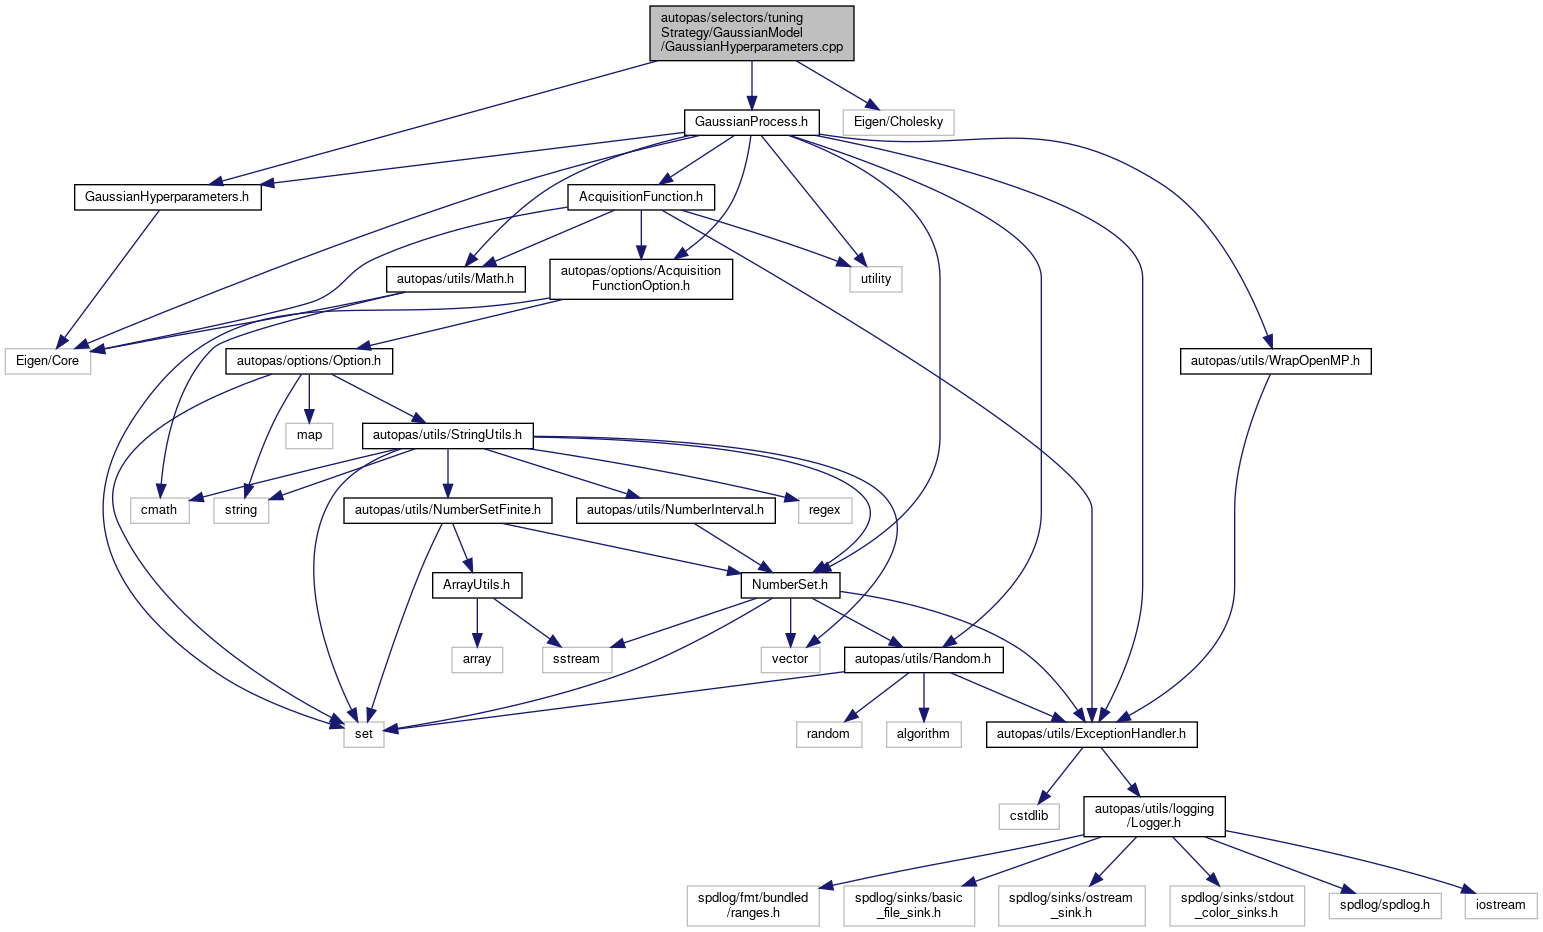 autopas/selectors/tuning
Strategy/GaussianModel
/GaussianHyperparameters.cpp
GaussianProcess.h
Eigen/Cholesky
GaussianHyperparameters.h
AcquisitionFunction.h
autopas/utils/Math.h
autopas/options/Acquisition
FunctionOption.h
utility
Eigen/Core
autopas/options/Option.h
autopas/utils/WrapOpenMP.h
map
autopas/utils/StringUtils.h
cmath
string
autopas/utils/NumberSetFinite.h
autopas/utils/NumberInterval.h
regex
ArrayUtils.h
NumberSet.h
array
sstream
vector
autopas/utils/Random.h
set
random
algorithm
autopas/utils/ExceptionHandler.h
cstdlib
autopas/utils/logging
/Logger.h
spdlog/fmt/bundled
/ranges.h
spdlog/sinks/basic
_file_sink.h
spdlog/sinks/ostream
_sink.h
spdlog/sinks/stdout
_color_sinks.h
spdlog/spdlog.h
iostream